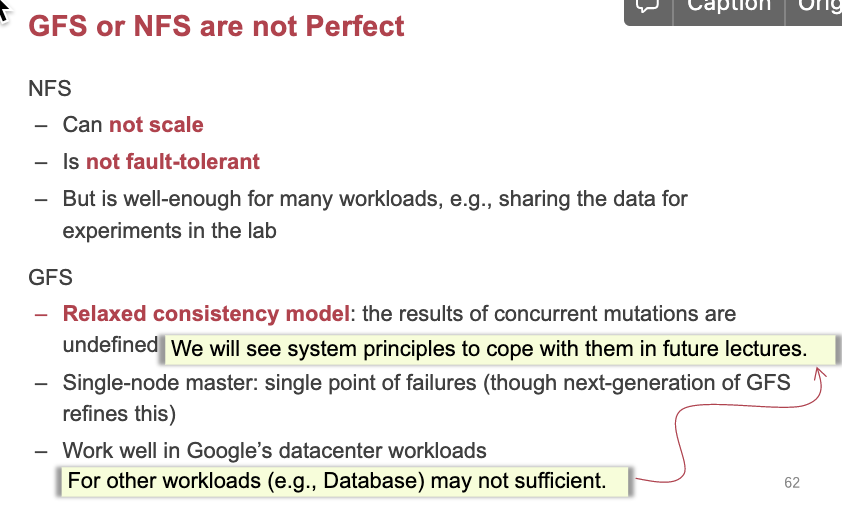 Caption
GFS or NFS are not Perfect
NFS
– Can not scale
– Is not fault-tolerant
– But is well-enough for many workloads, e.g., sharing the data for
experiments in the lab
GFS
– Relaxed consistency model: the results of concurrent mutations are
undefined
We will see system principles to cope with them in future lectures.
– Single-node master: single point of failures (though next-generation of GFS
refines this)
– Work well in Google’s datacenter workloads
For other workloads (e.g., Database) may not sufficient.
62